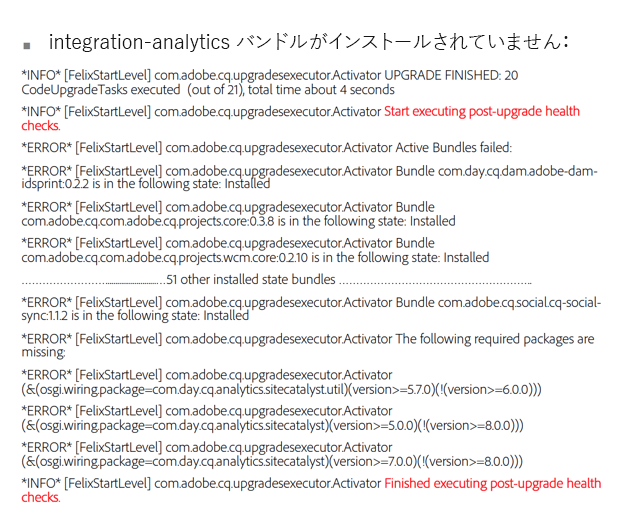 ▪ integration-analytics バンドルがインストールされていません：
*INFO* [FelixStartLevel] com.adobe.cq.upgradesexecutor.Activator UPGRADE FINISHED: 20
CodeUpgradeTasks executed (out of 21), total time about 4 seconds
*INFO* [FelixStartLevel] com.adobe.cq.upgradesexecutor.Activator Start executing post-upgrade health
checks.
*ERROR* [FelixStartLevel] com.adobe.cq.upgradesexecutor.Activator Active Bundles failed:
*ERROR* [FelixStartLevel] com.adobe.cq.upgradesexecutor.Activator Bundle com.day.cq.dam.adobe-dam-
idsprint:0.2.2 is in the following state: Installed
*ERROR* [FelixStartLevel] com.adobe.cq.upgradesexecutor.Activator Bundle
com.adobe.cq.com.adobe.cq.projects.core:0.3.8 is in the following state: Installed
*ERROR* [FelixStartLevel] com.adobe.cq.upgradesexecutor.Activator Bundle
com.adobe.cq.com.adobe.cq.projects.wcm.core:0.2.10 is in the following state: Installed
……………………...........................…51 other installed state bundles ………………………………………………..
*ERROR* [FelixStartLevel] com.adobe.cq.upgradesexecutor.Activator Bundle com.adobe.cq.social.cq-social-
sync:1.1.2 is in the following state: Installed
*ERROR* [FelixStartLevel] com.adobe.cq.upgradesexecutor.Activator The following required packages are
missing:
*ERROR* [FelixStartLevel] com.adobe.cq.upgradesexecutor.Activator
(&(osgi.wiring.package=com.day.cq.analytics.sitecatalyst.util)(version>=5.7.0)(!(version>=6.0.0)))
*ERROR* [FelixStartLevel] com.adobe.cq.upgradesexecutor.Activator
(&(osgi.wiring.package=com.day.cq.analytics.sitecatalyst)(version>=5.0.0)(!(version>=8.0.0)))
*ERROR* [FelixStartLevel] com.adobe.cq.upgradesexecutor.Activator
(&(osgi.wiring.package=com.day.cq.analytics.sitecatalyst)(version>=7.0.0)(!(version>=8.0.0)))
*INFO* [FelixStartLevel] com.adobe.cq.upgradesexecutor.Activator Finished executing post-upgrade health
checks.